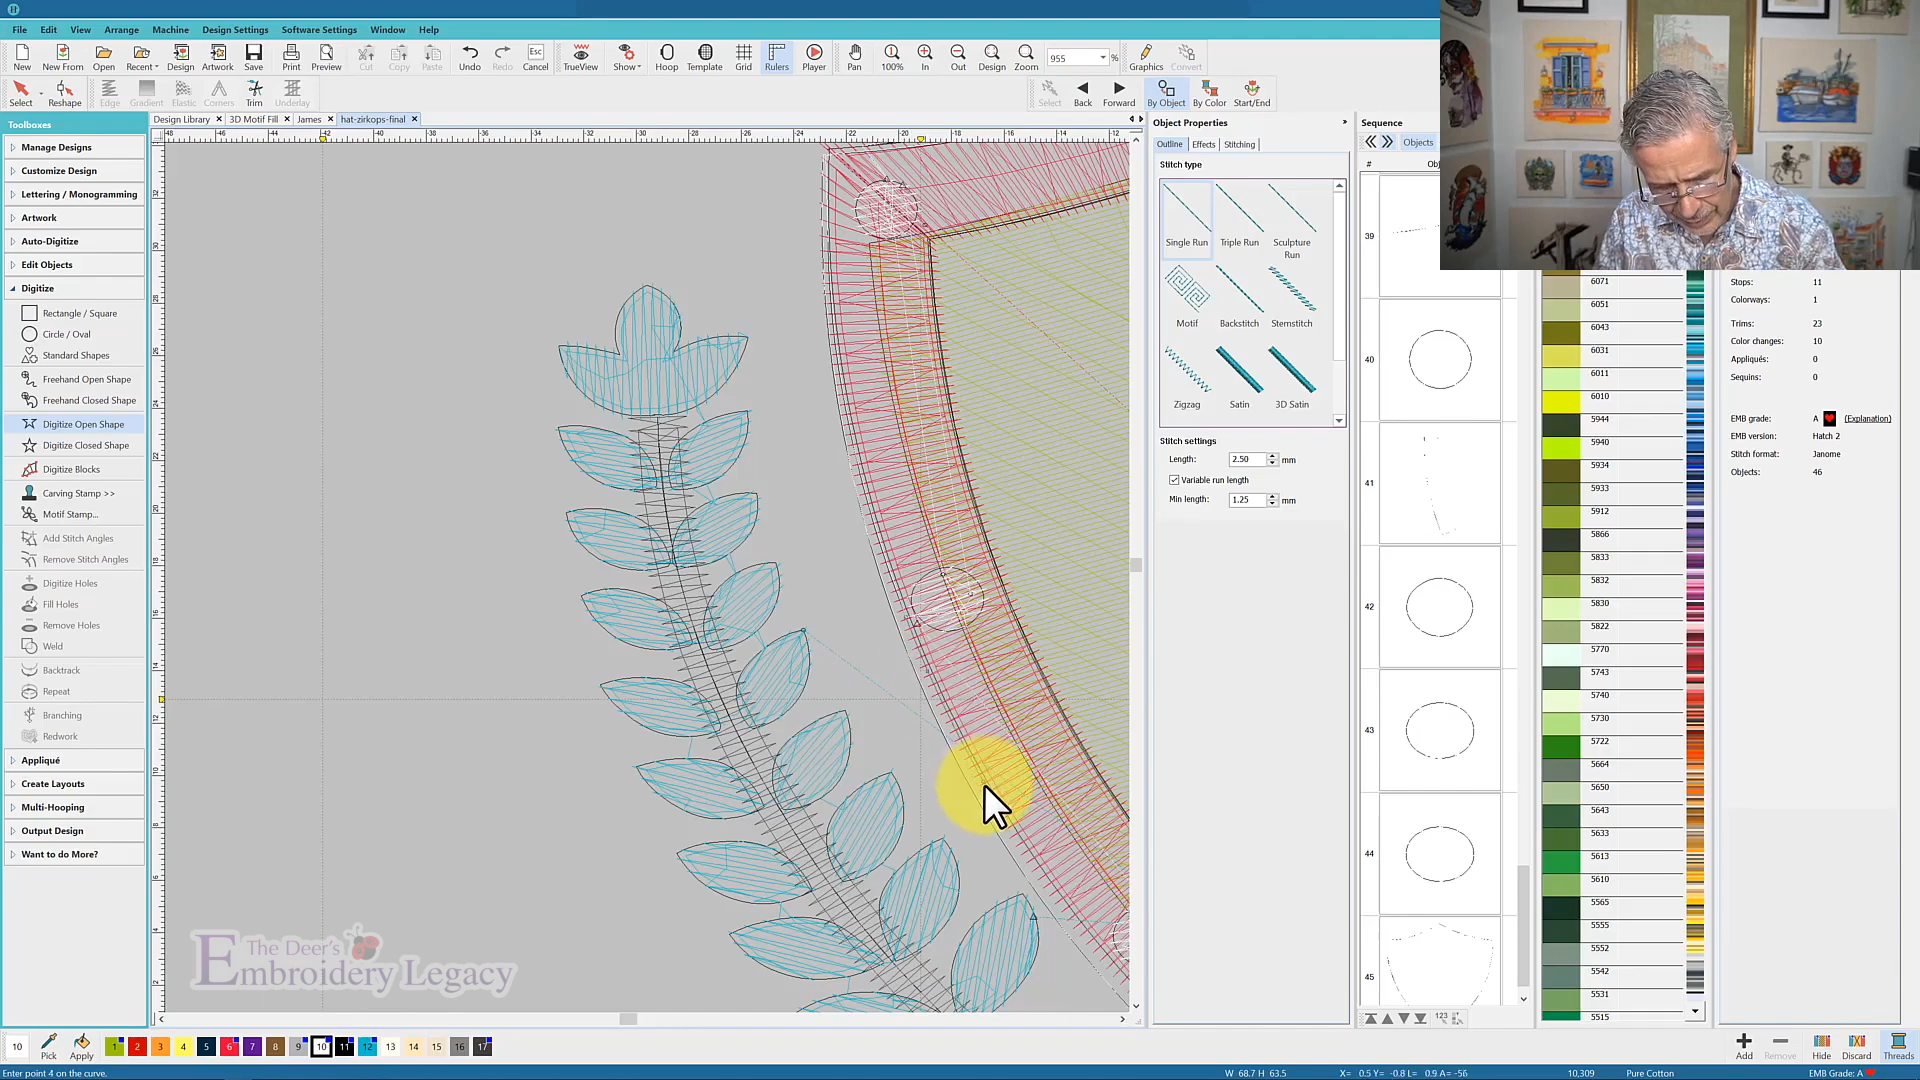 File Edit View Arrange Machine Design Settings Software Settings Window Help
New New From Open Recent Design Artwork Save Print Preview Cut Copy Paste Undo Redo Esc Cancel TrueView Show Hoop Template Grid Rulers Player Pan 1 100% In Out Design Zoom 955 % Graphics Convert
Select Reshape Edge Gradient Elastic Corners Trim Underlay Select Back Forward By Object By Color Start/End
Toolboxes
Manage Designs
Customize Design
Lettering / Monogramming
Artwork
Auto-Digitize
Edit Objects
Digitize
Rectangle / Square
Circle / Oval
Standard Shapes
Freehand Open Shape
Freehand Closed Shape
Digitize Open Shape
Digitize Closed Shape
Digitize Blocks
Carving Stamp >>
Motif Stamp...
Add Stitch Angles
Remove Stitch Angles
Digitize Holes
Fill Holes
Remove Holes
Weld
Backtrack
Repeat
Branching
Redwork
Appliqué
Create Layouts
Multi-Hooping
Output Design
Want to do More?
Design Library 3D Motif Fill James hat-zirkops-final
The Deer's
Embroidery Legacy
Object Properties
Outline Effects Stitching
Stitch type
Single Run Triple Run Sculpture Run
Motif Backstitch Stemstitch
Zigzag Satin 3D Satin
Stitch settings
Length: 2.50 mm
Variable run length
Min length: 1.25 mm
Sequence
Objects
#
39
40
41
42
43
44
45
123
6071
6051
6043
6031
6011
6010
5944
5940
5934
5933
5912
5866
5833
5832
5830
5822
5770
5743
5740
5730
5722
5664
5650
5643
5633
5613
5610
5565
5555
5552
5542
5531
5515
Stops: 11
Colorways: 1
Trims: 23
Color changes: 10
Appliqués: 0
Sequins: 0
EMB grade: A (Explanation)
EMB version: Hatch 2
Stitch format: Janome
Objects: 46
10 Pick Apply 1 2 3 4 5 6 7 8 9 10 11 12 13 14 15 16 17
Add Remove Hide Discard Threads
Enter point 4 on the curve. W 68.7 H 63.5 X= 0.5 Y= -0.8 L= 0.9 A= -56 10,309 Pure Cotton EMB Grade: A